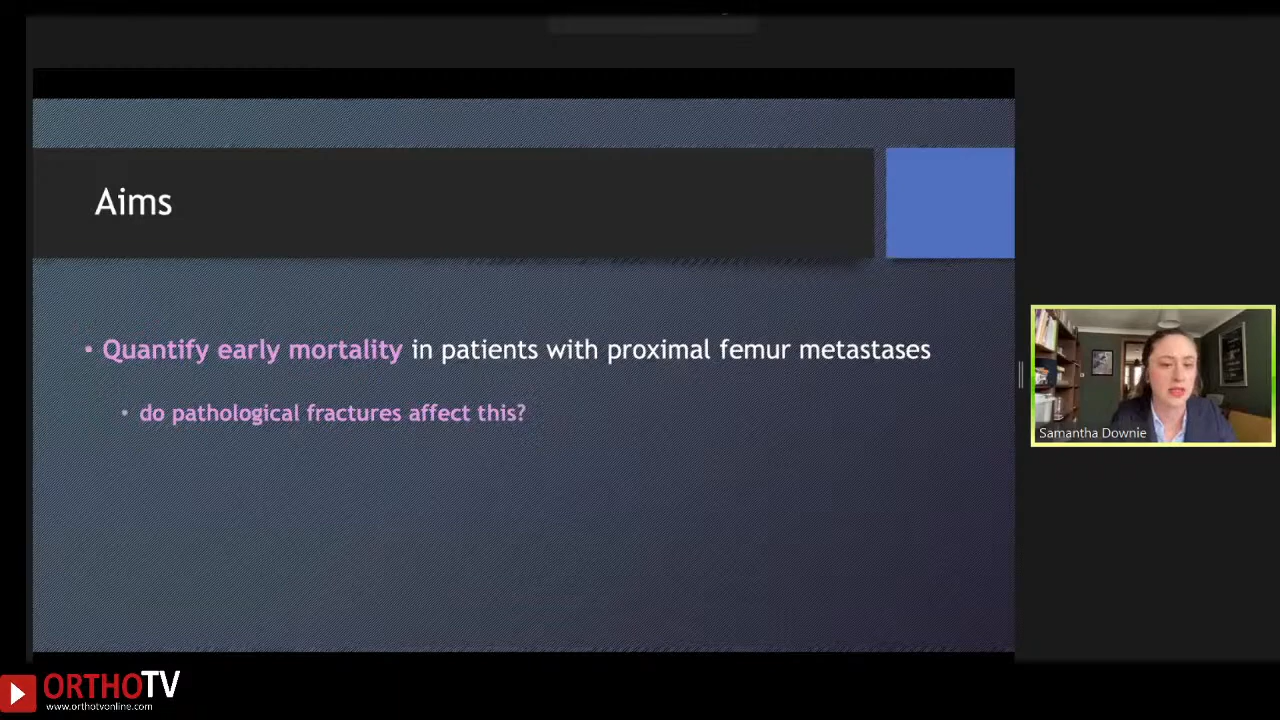 Aims
• Quantify early mortality in patients with proximal femur metastases
• do pathological fractures affect this?
Samantha Downie
ORTHOTV
www.orthotvonline.com